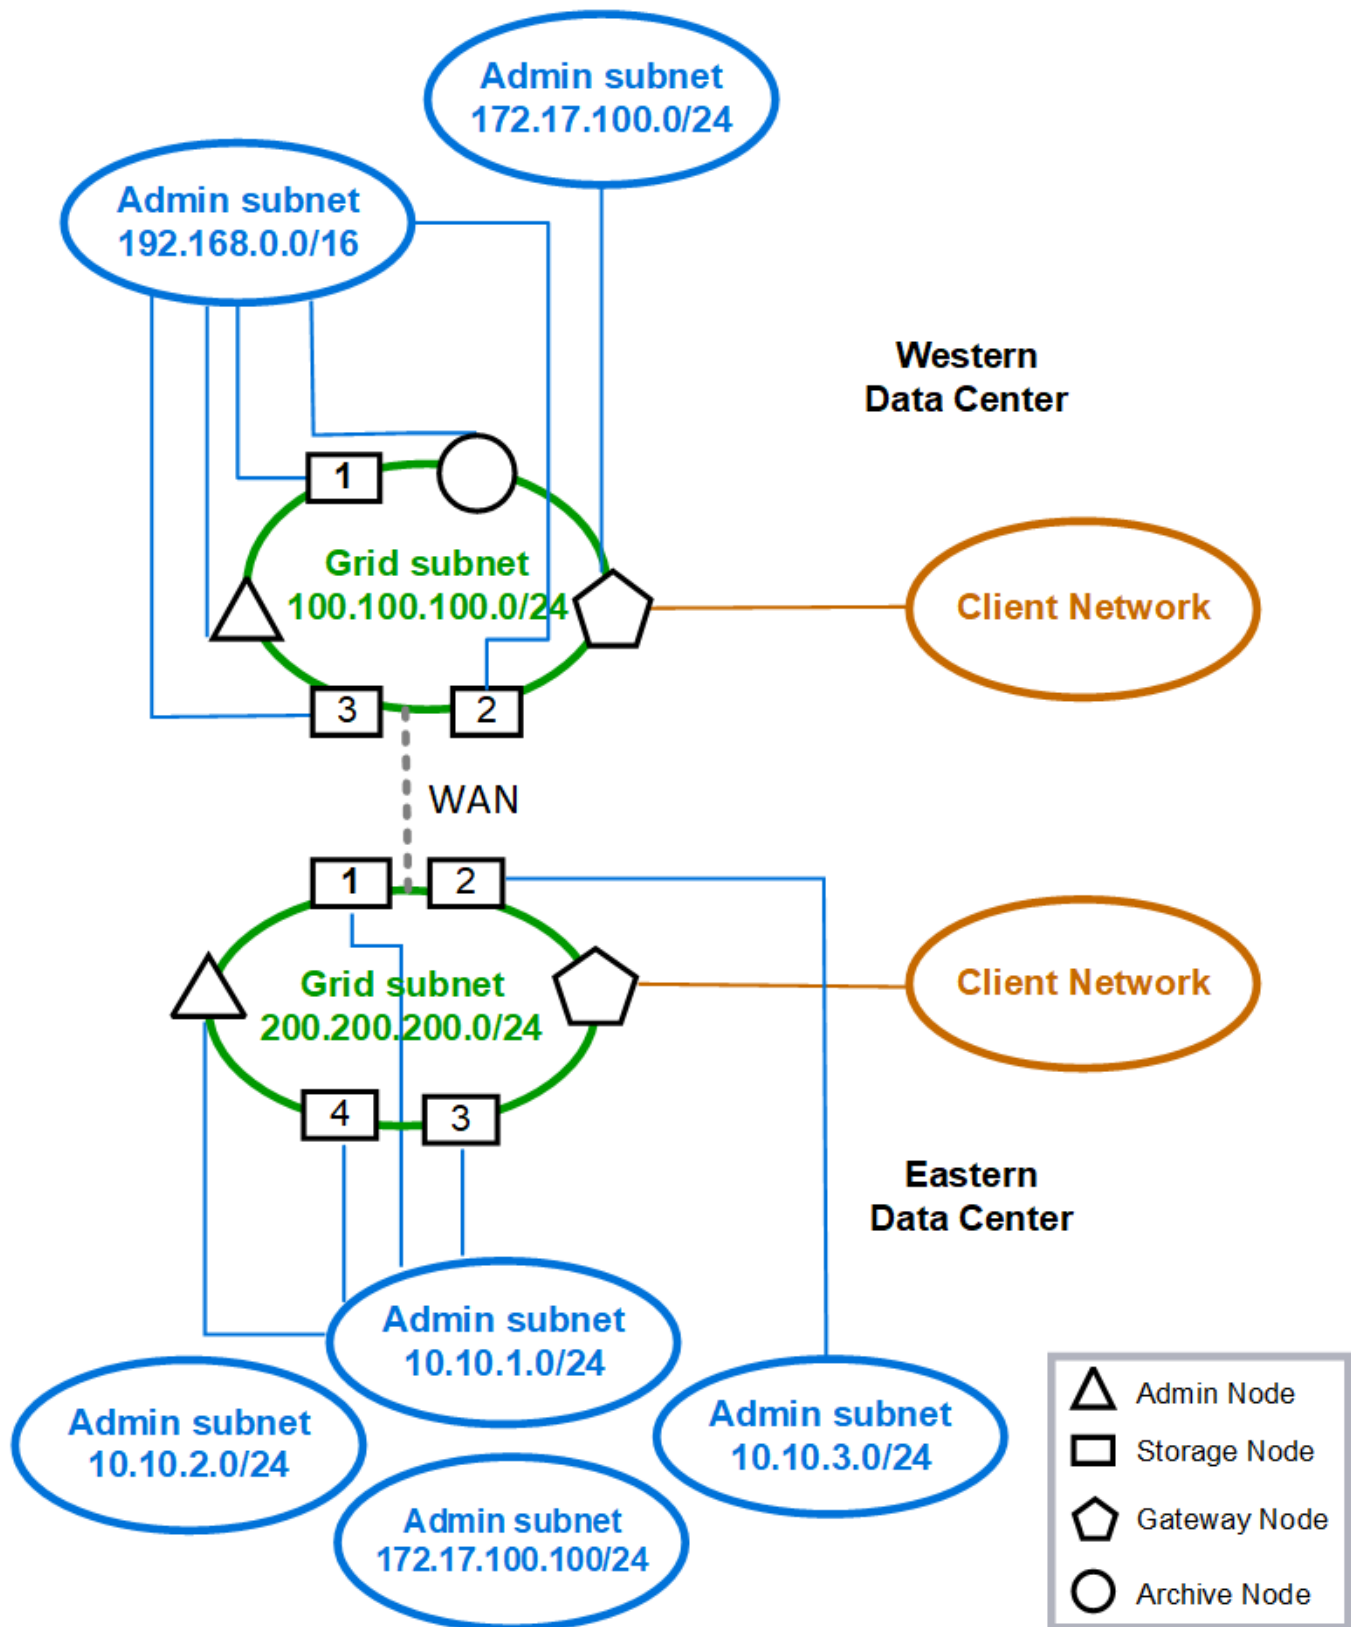 Admin subnet
172.17.100.0/24
Admin subnet
192.168.0.0/16
Western
Data Center
1
Grid subnet
100.100.100.0/24
Client Network
3
2
WAN
1
2
Grid subnet
200.200.200.0/24
Client Network
4
3
Eastern
Data Center
Admin subnet
10.10.1.0/24
Admin subnet
10.10.2.0/24
Admin subnet
10.10.3.0/24
Admin subnet
172.17.100.100/24
Admin Node
Storage Node
Gateway Node
Archive Node